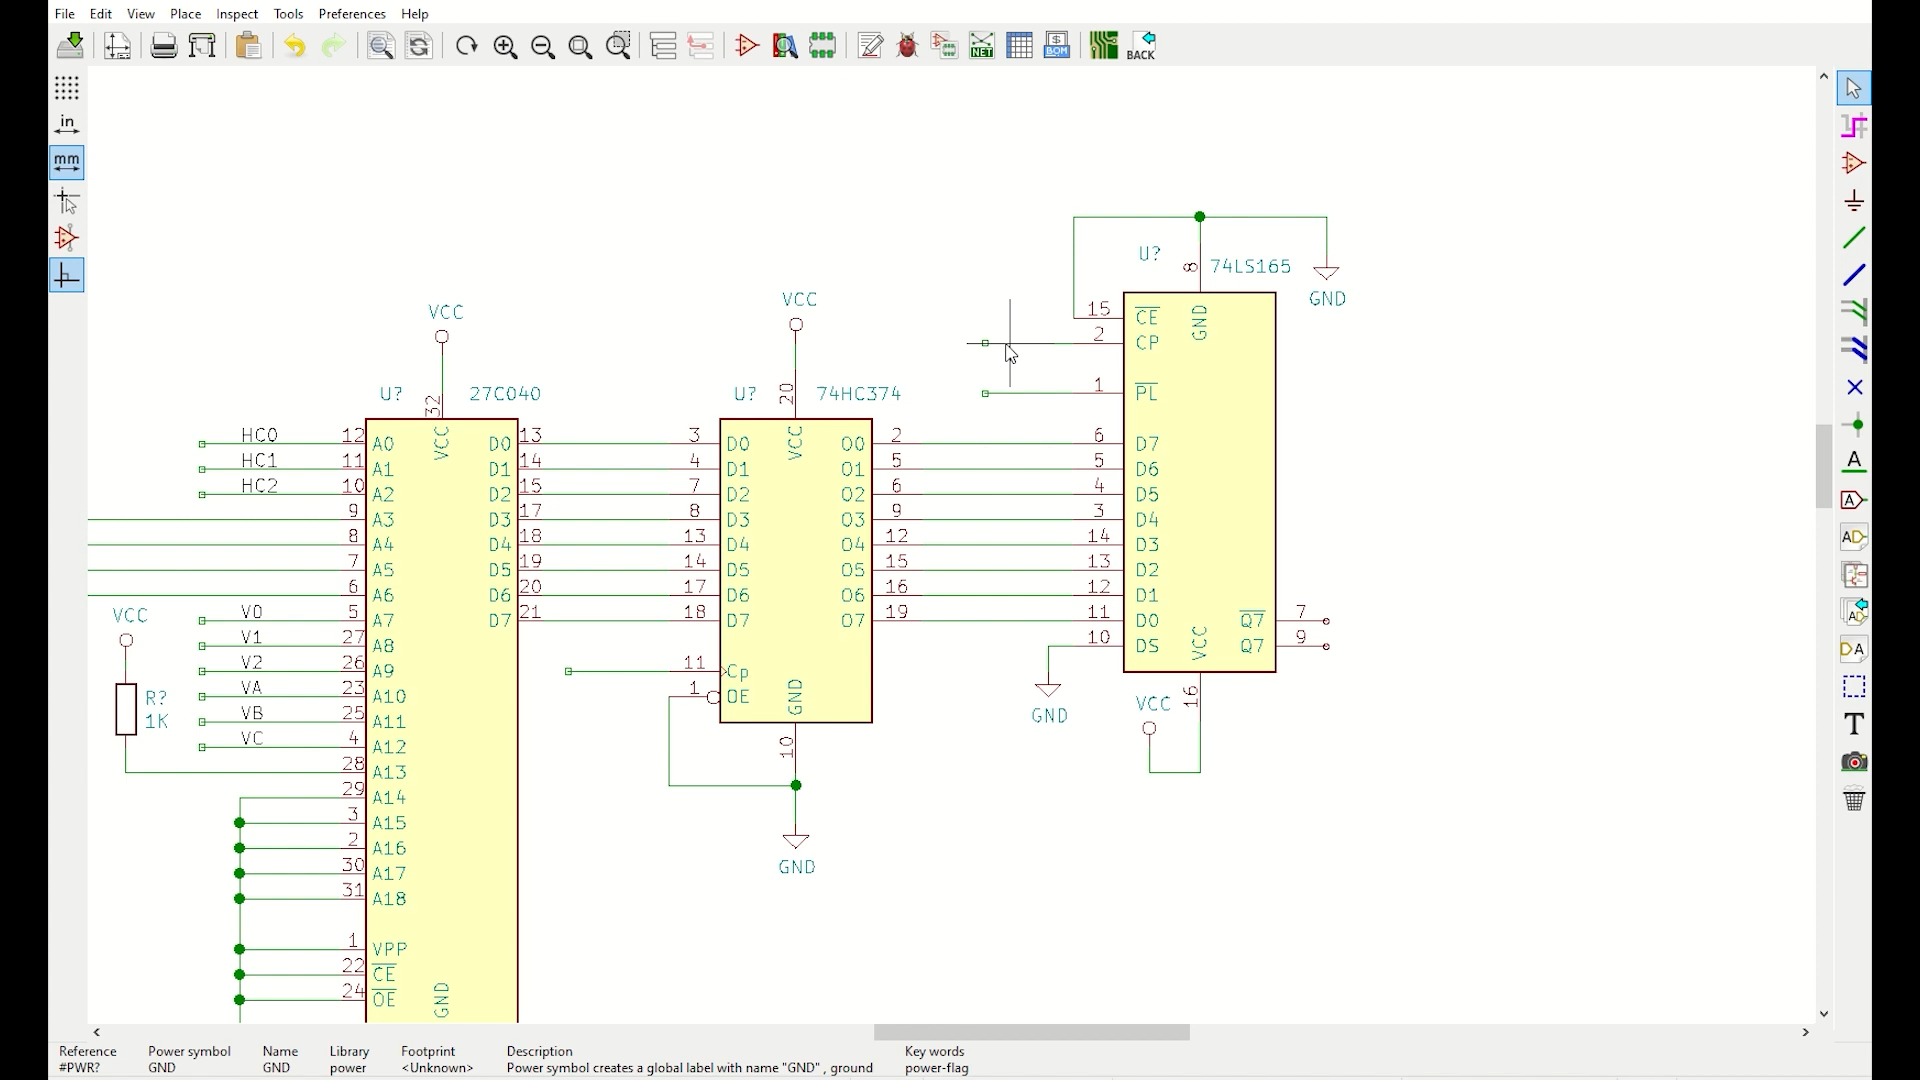 File Edit View Place Inspect Tools Preferences Help
NET BOM BACK
in
mm
A
A
AD
A
DA
T
U? 74LS165
8
GND
VCC VCC
15 CE GND
2 CP
1 PL
U? 27C040 U? 74HC374
32 20
HC0 12 A0 VCC D0 13 3 D0 VCC O0 2 6 D7
HC1 11 A1 D1 14 4 D1 O1 5 5 D6
HC2 10 A2 D2 15 7 D2 O2 6 4 D5
9 A3 D3 17 8 D3 O3 9 3 D4
8 A4 D4 18 13 D4 O4 12 14 D3
7 A5 D5 19 14 D5 O5 15 13 D2
6 A6 D6 20 17 D6 O6 16 12 D1
VCC V0 5 A7 D7 21 18 D7 O7 19 11 D0 Q7 7
V1 27 A8 10 DS VCC Q7 9
V2 26 A9 11 Cp
VA 23 A10 1 OE GND
R? 1K
VB 25 A11
VC 4 A12
GND VCC 16
28 A13 10
29 A14
3 A15
2 A16
30 A17 GND
31 A18
1 VPP
22 CE
24 OE GND
Reference Power symbol Name Library Footprint Description Key words
#PWR? GND GND power <Unknown> Power symbol creates a global label with name "GND" , ground power-flag